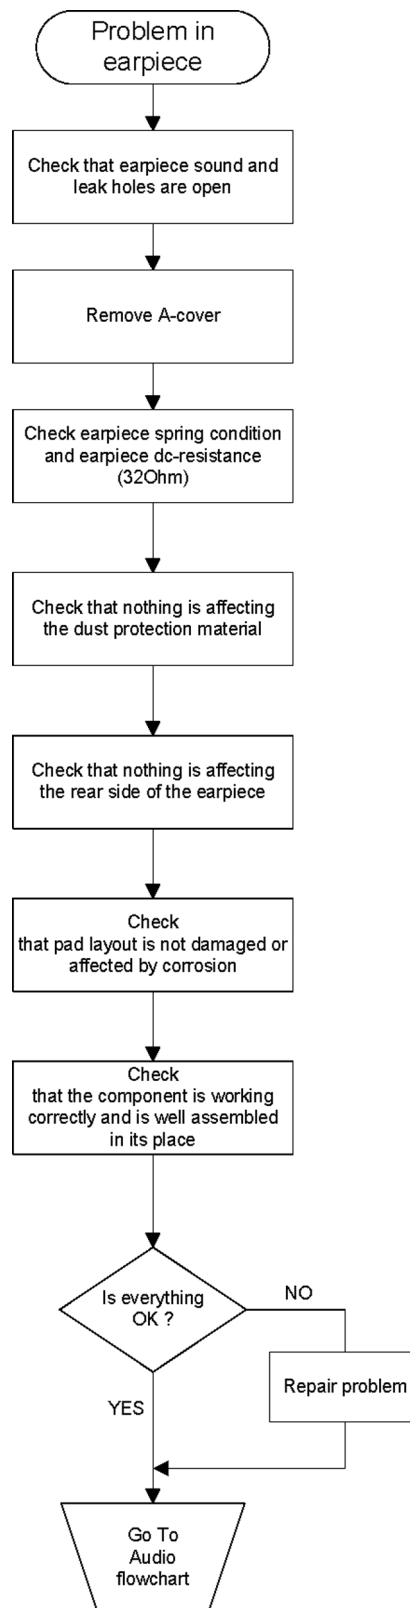 Problem in
earpiece
Check that earpiece sound and
leak holes are open
Remove A-cover
Check earpiece spring condition
and earpiece dc-resistance
(32Ohm)
Check that nothing is affecting
the dust protection material
Check that nothing is affecting
the rear side of the earpiece
Check
that pad layout is not damaged or
affected by corrosion
Check
that the component is working
correctly and is well assembled
in its place
Is everything
OK ?
NO
Repair problem
YES
Go To
Audio
flowchart